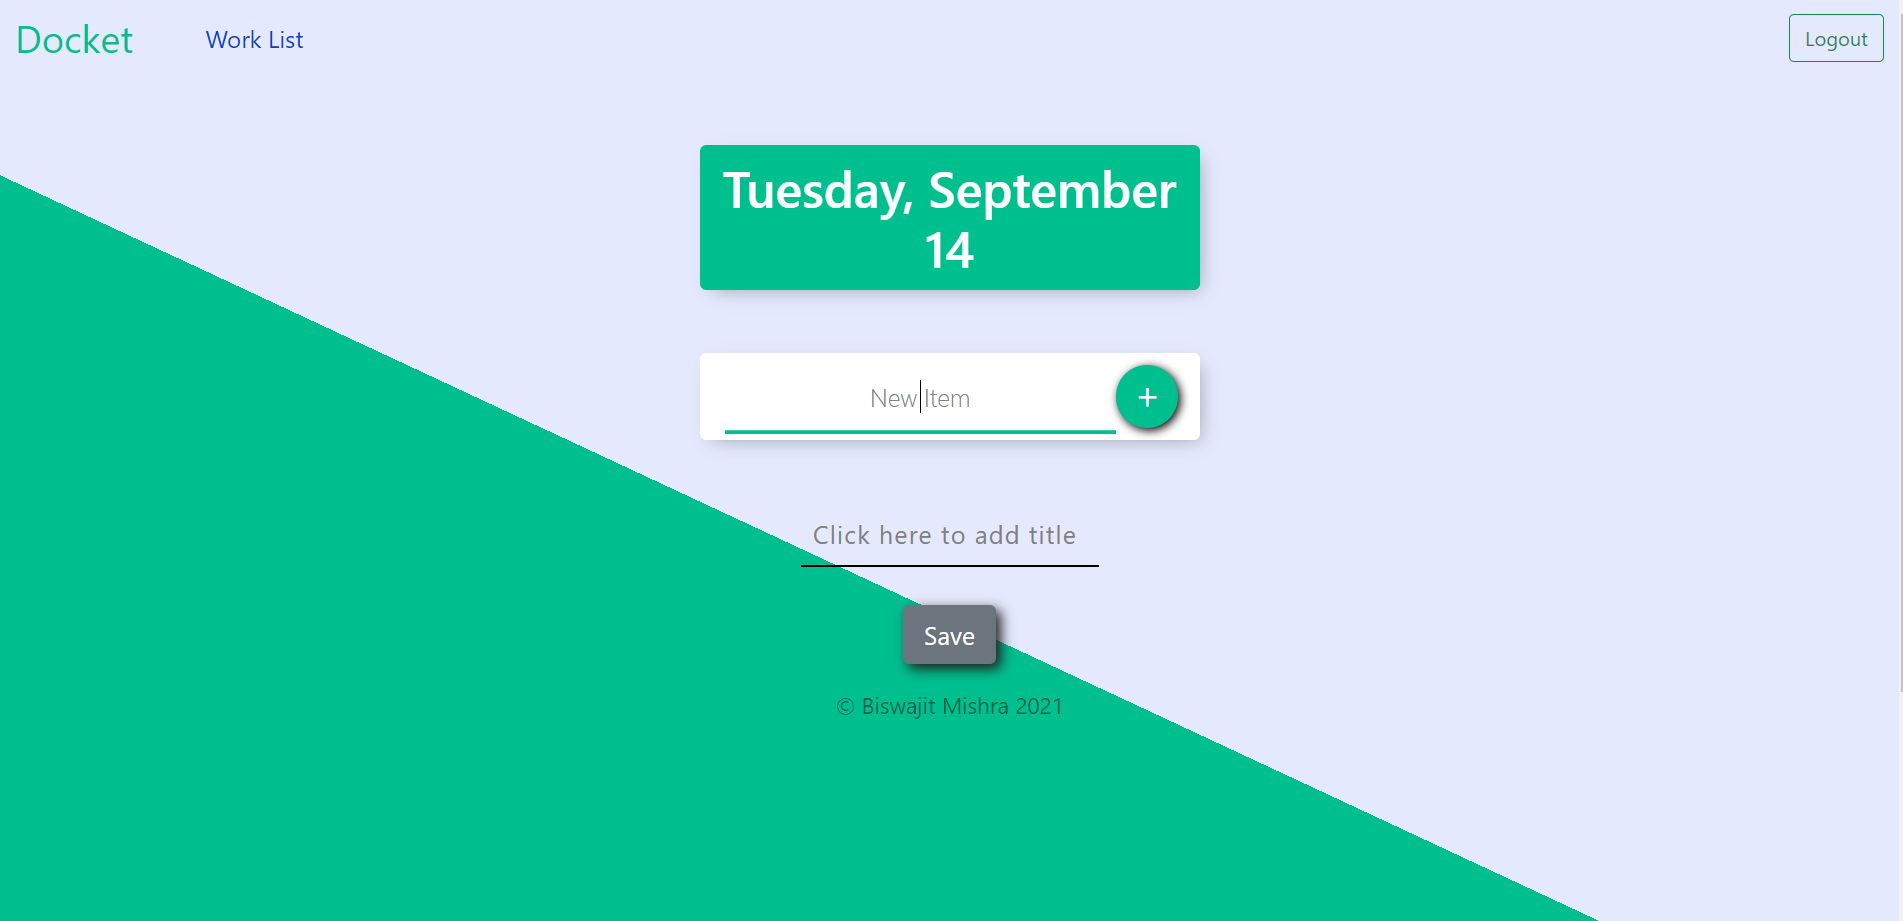 Docket
Work List
Logout
Tuesday, September
14
New Item
+
Click here to add title
Save
© Biswajit Mishra 2021